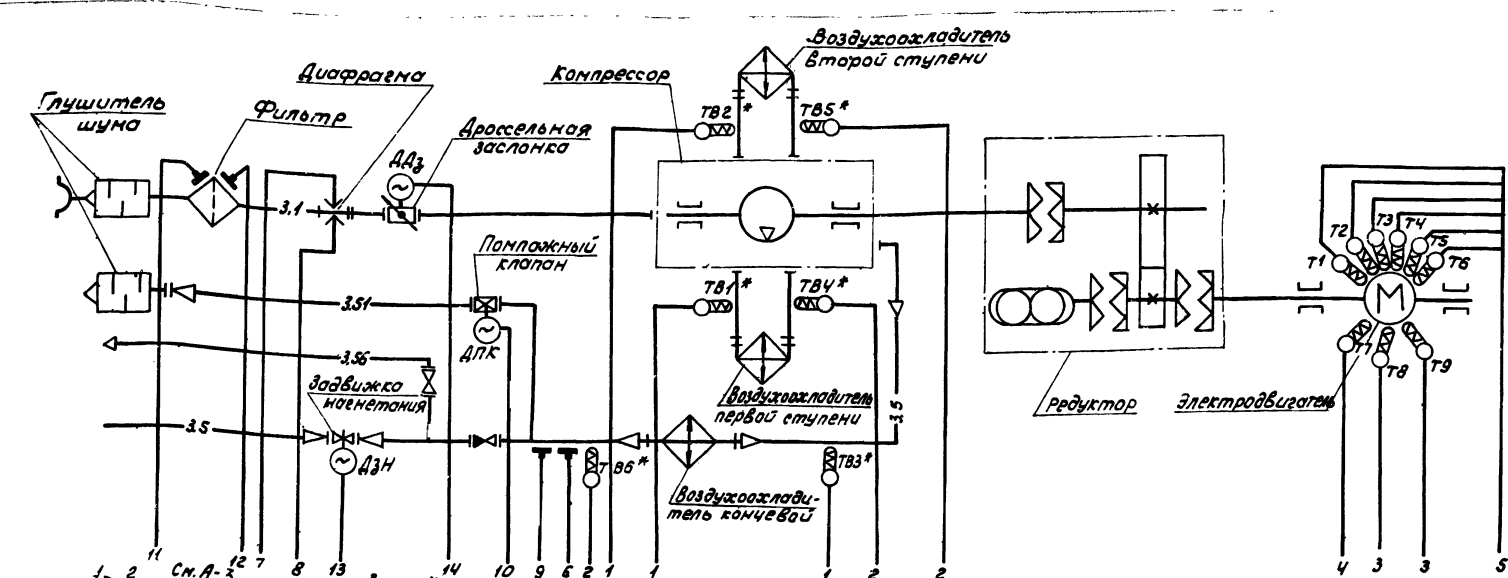 Воздухоохладитель
второй ступени
Компрессор
Диафрагма
Глушитель
шума
Фильтр
Дроссельная
заслонка
ТВ2*
ТВ5*
ДДз
3.1
Помпажный
клапан
Т1
Т2
Т3
Т4
Т5
Т6
М
3.51
ТВ1*
ТВ4*
ДПК
3.56
Т7
Т8
Т9
Задвижка
нагнетания
Воздухоохладитель
первой ступени
3.5
Редуктор
Электродвигатель
3.5
ДЗН
ТВ6*
ТВ3*
Воздухоохлади-
тель концевой
11
12
7
8
13
14
10
9
6
2
1
1
1
2
2
4
3
3
5
1
2
См. А-3